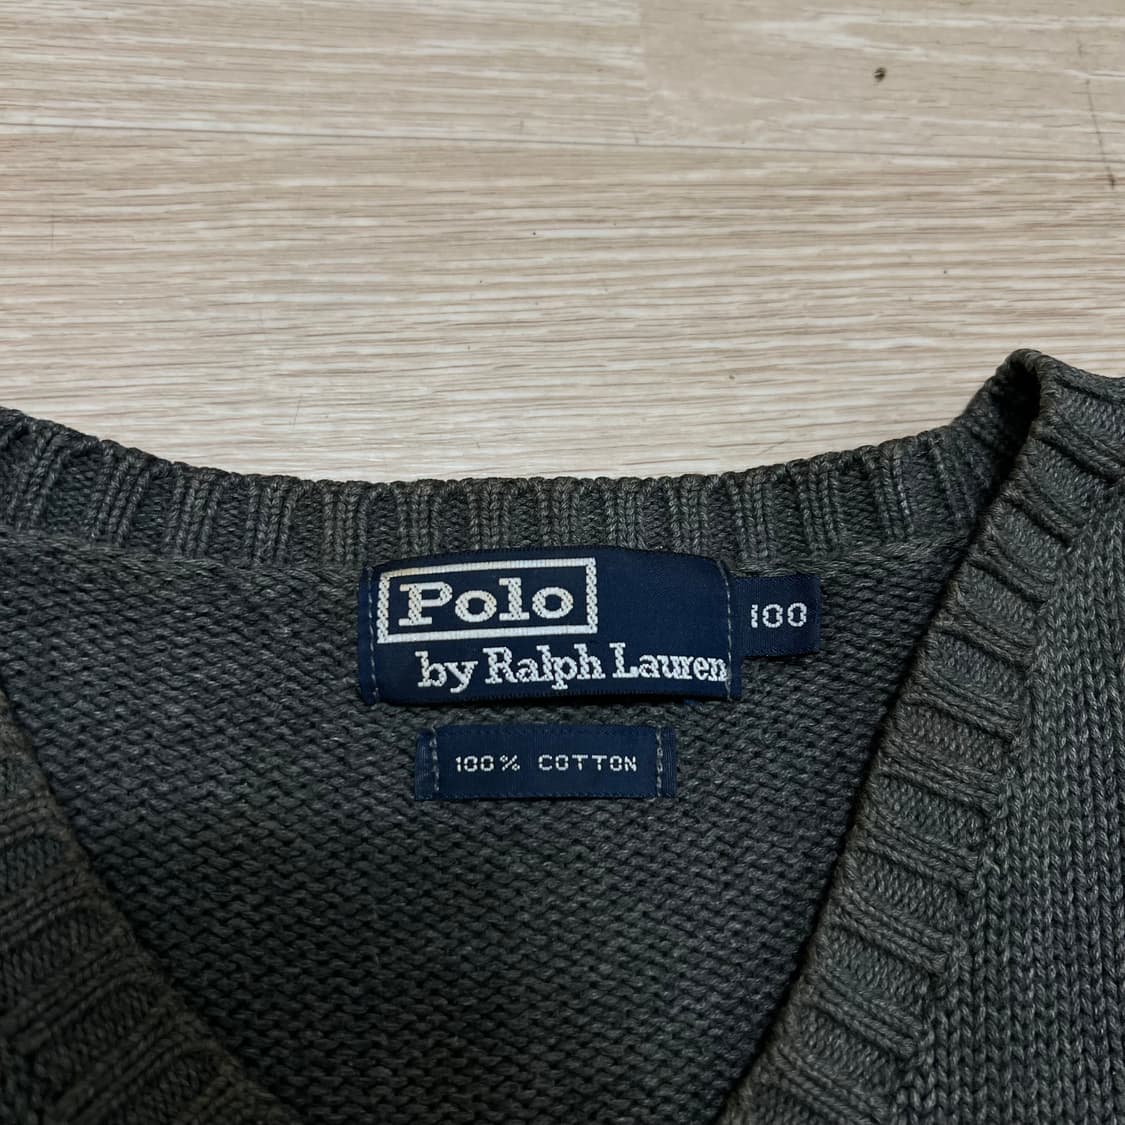 Polo
by Ralph Lauren
100
100% COTTON